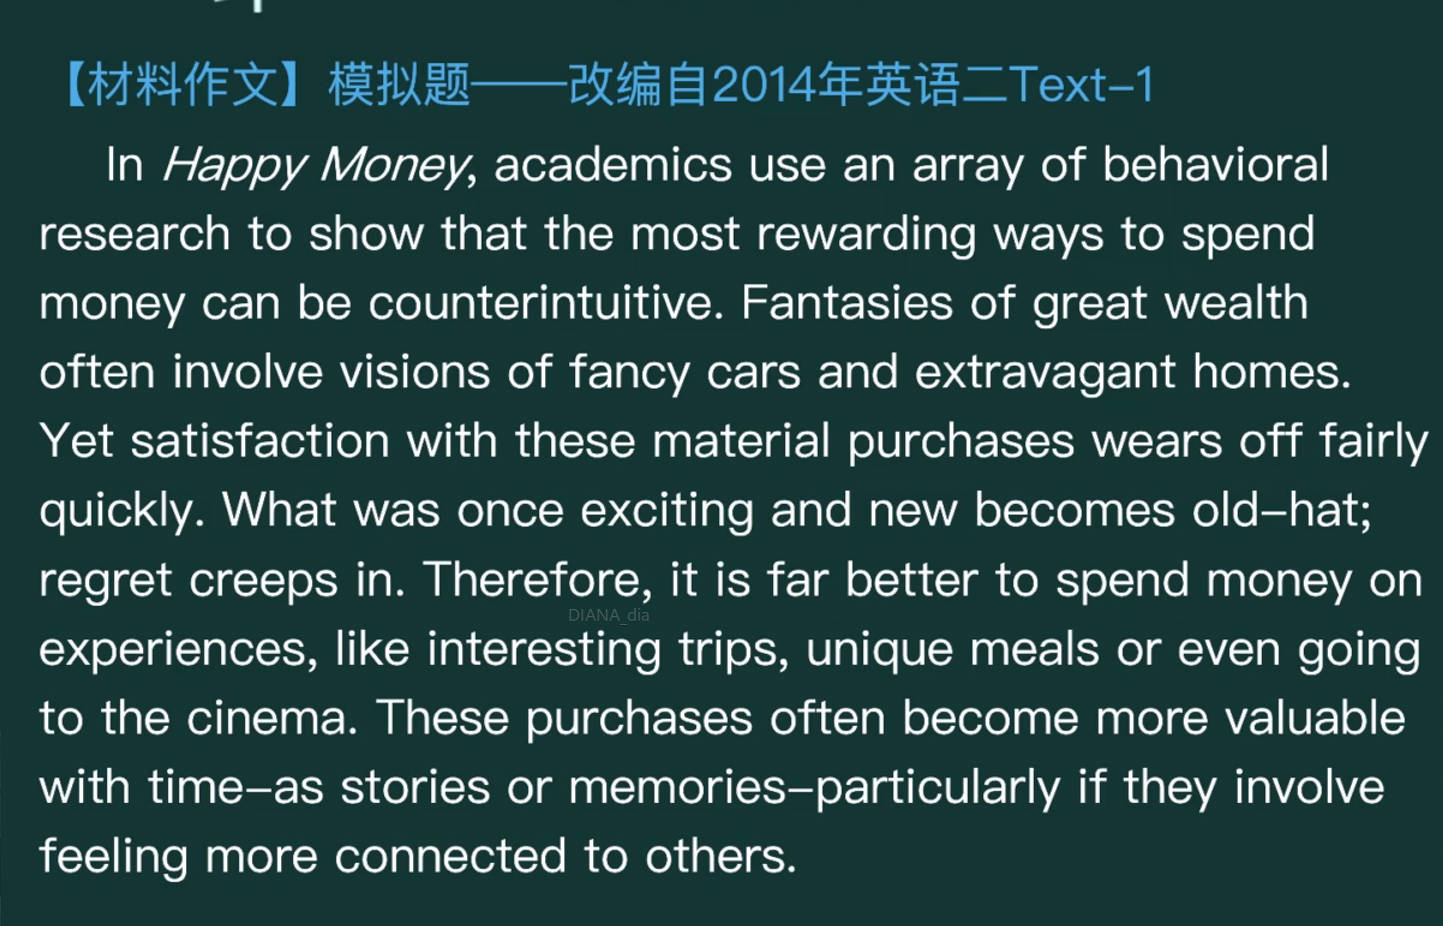 【材料作文】模拟题——改编自2014年英语二Text-1
In Happy Money, academics use an array of behavioral
research to show that the most rewarding ways to spend
money can be counterintuitive. Fantasies of great wealth
often involve visions of fancy cars and extravagant homes.
Yet satisfaction with these material purchases wears off fairly
quickly. What was once exciting and new becomes old-hat;
regret creeps in. Therefore, it is far better to spend money on
DIANA_dia
experiences, like interesting trips, unique meals or even going
to the cinema. These purchases often become more valuable
with time-as stories or memories-particularly if they involve
feeling more connected to others.